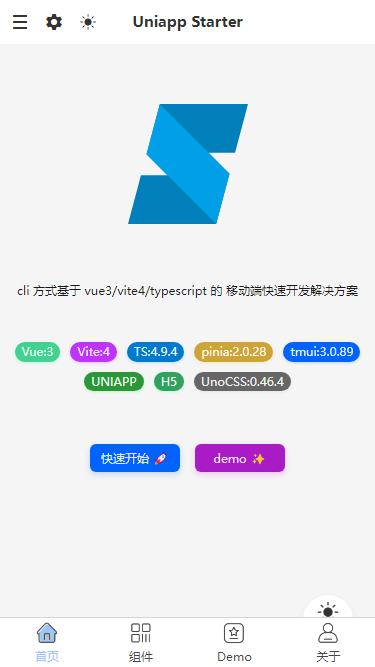 Uniapp Starter
cli 方式基于 vue3/vite4/typescript 的 移动端快速开发解决方案
Vue:3 Vite:4 TS:4.9.4 pinia:2.0.28 tmui:3.0.89
UNIAPP H5 UnoCSS:0.46.4
快速开始 🚀 demo ✨
首页 组件 Demo 关于